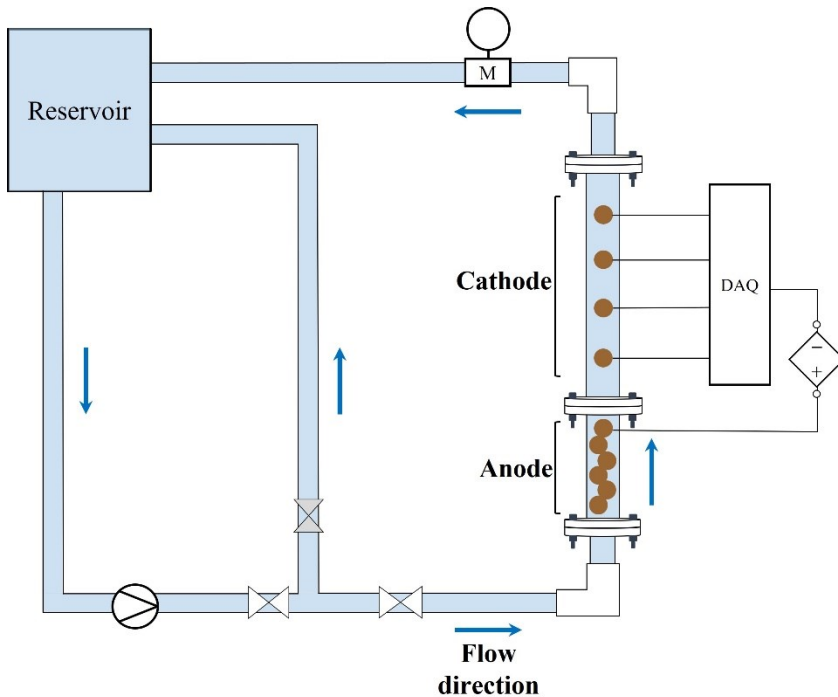 Reservoir
M
Cathode
DAQ
−
+
Anode
Flow
direction